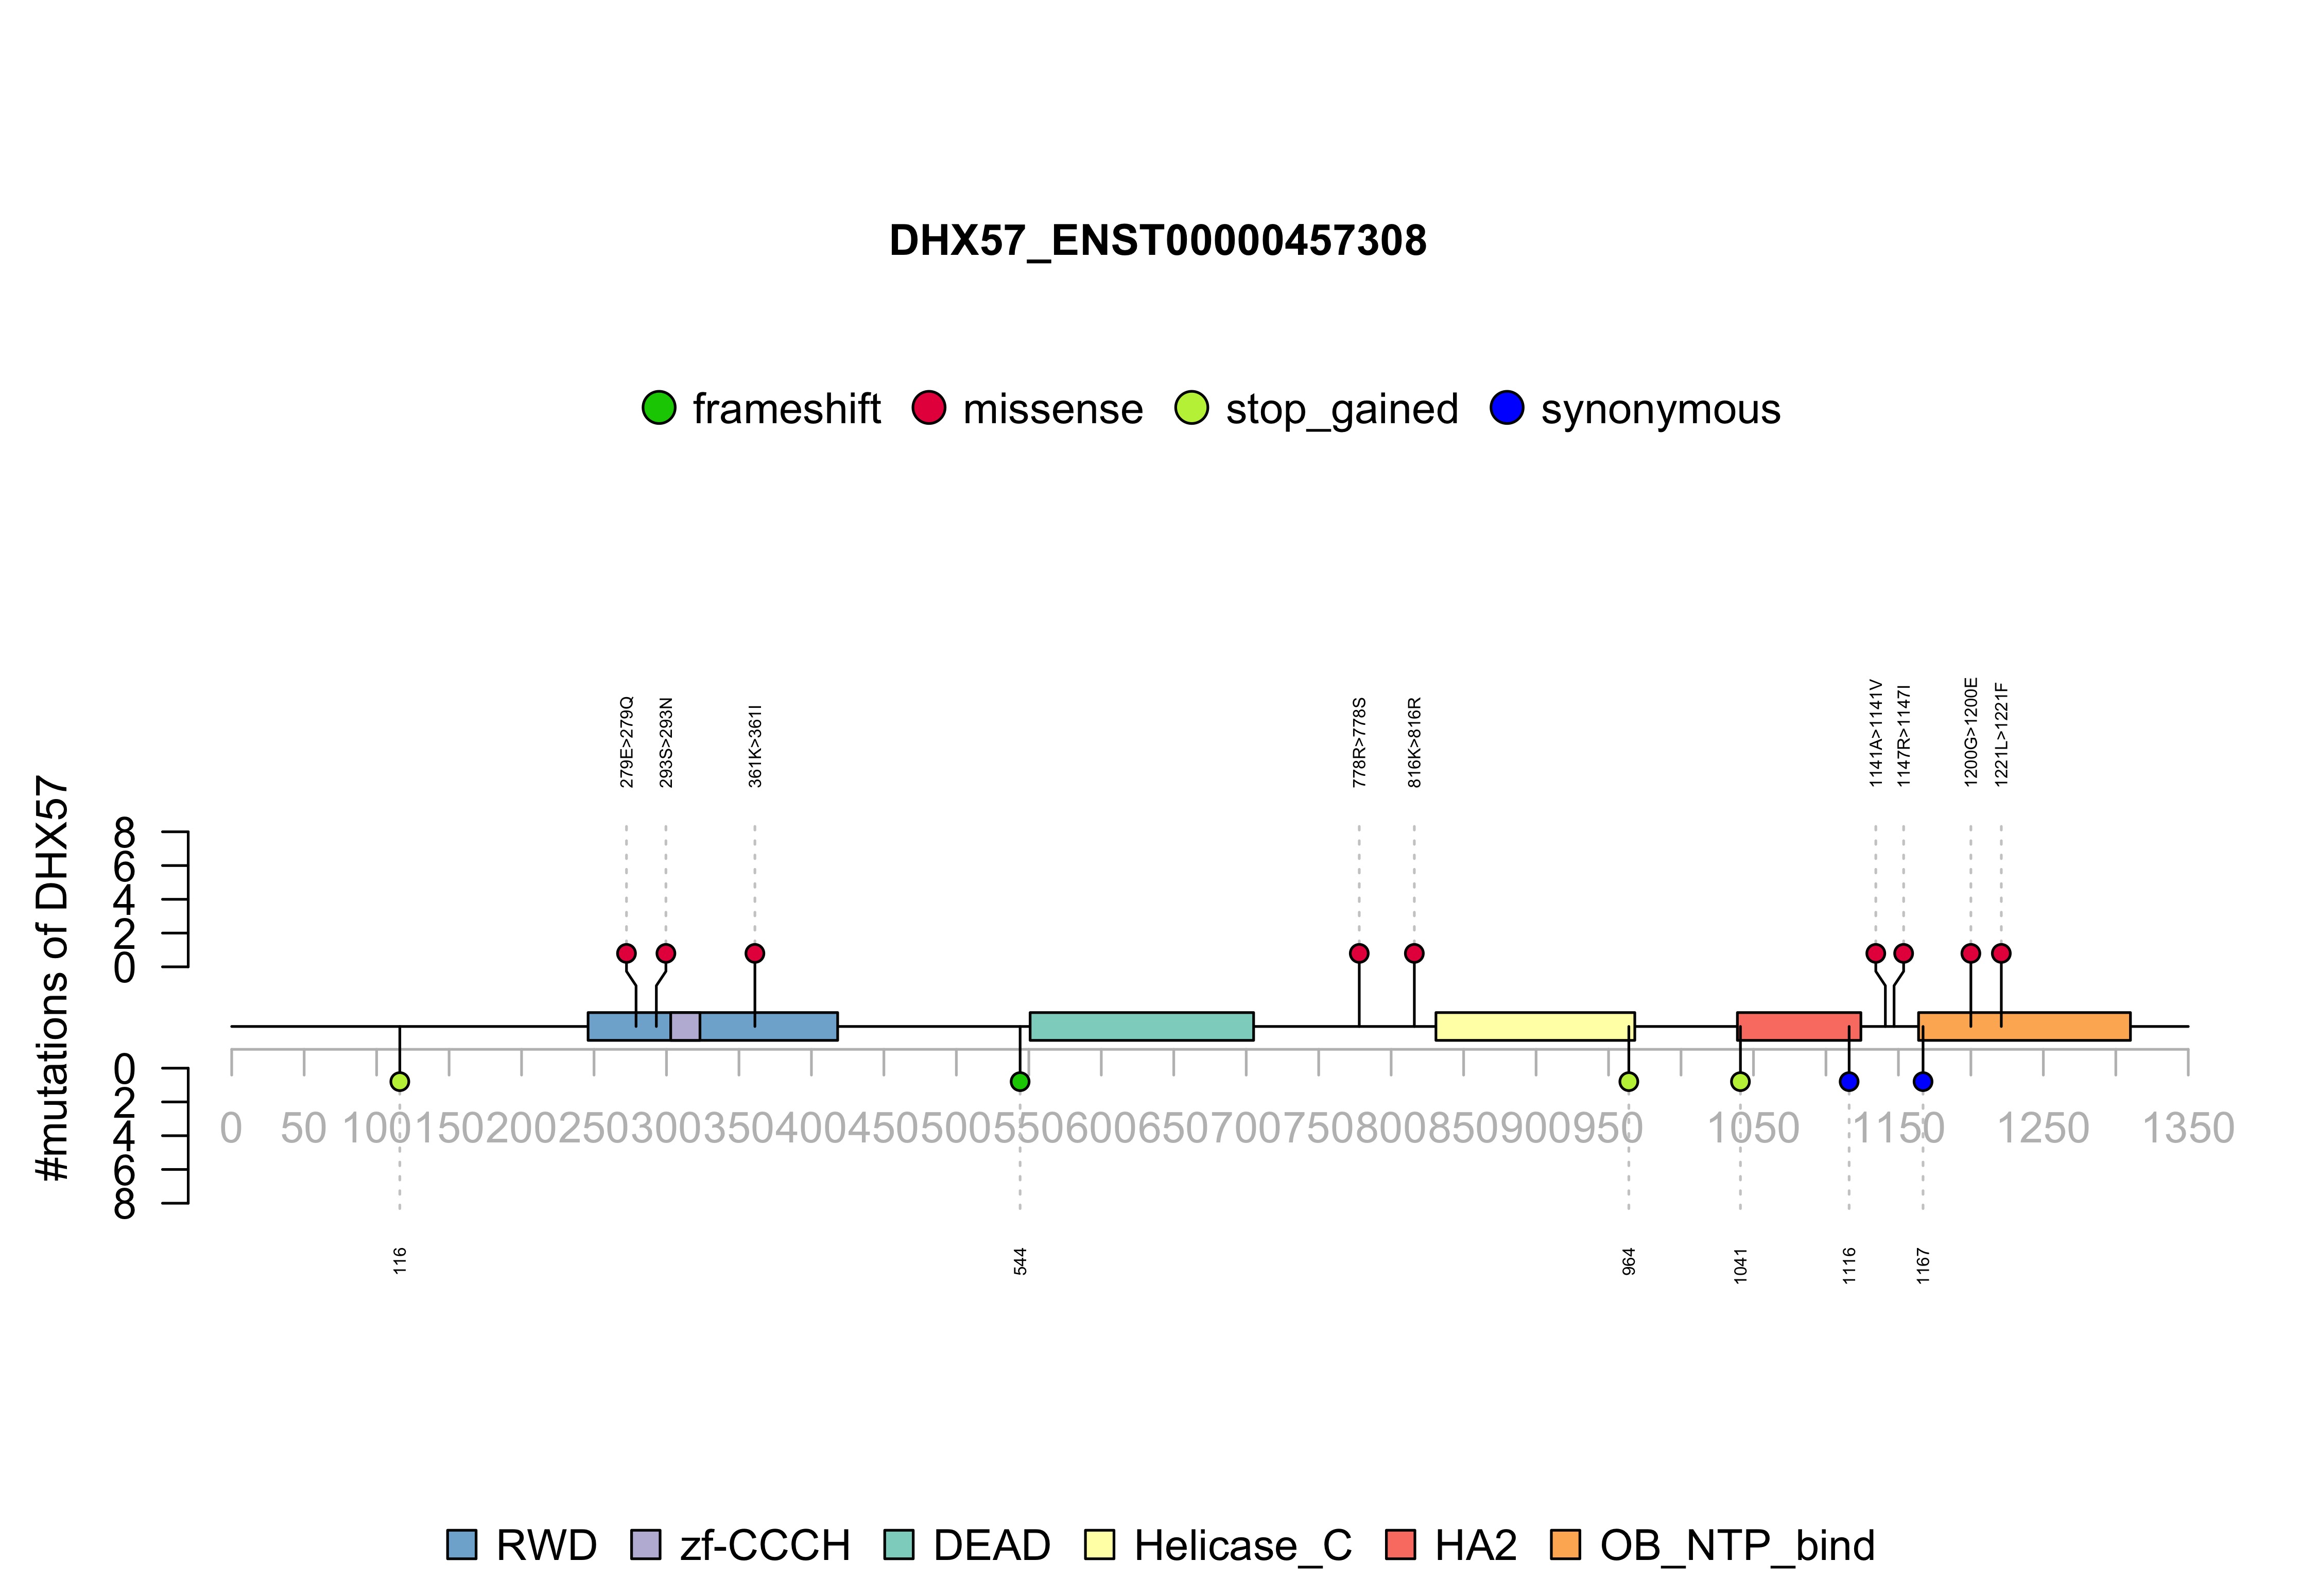 DHX57_ENST00000457308
frameshift missense stop_gained synonymous
279E>279Q 293S>293N 361K>361I 778R>778S 816K>816R 1141A>1141V 1147R>1147I 1200G>1200E 1221L>1221F
#mutations of DHX57
8
6
4
2
0
0
2
4
6
8
0 50 100 150 200 250 300 350 400 450 500 550 600 650 700 750 800 850 900 950 1050 1150 1250 1350
116 544 964 1041 1116 1167
RWD zf-CCCH DEAD Helicase_C HA2 OB_NTP_bind